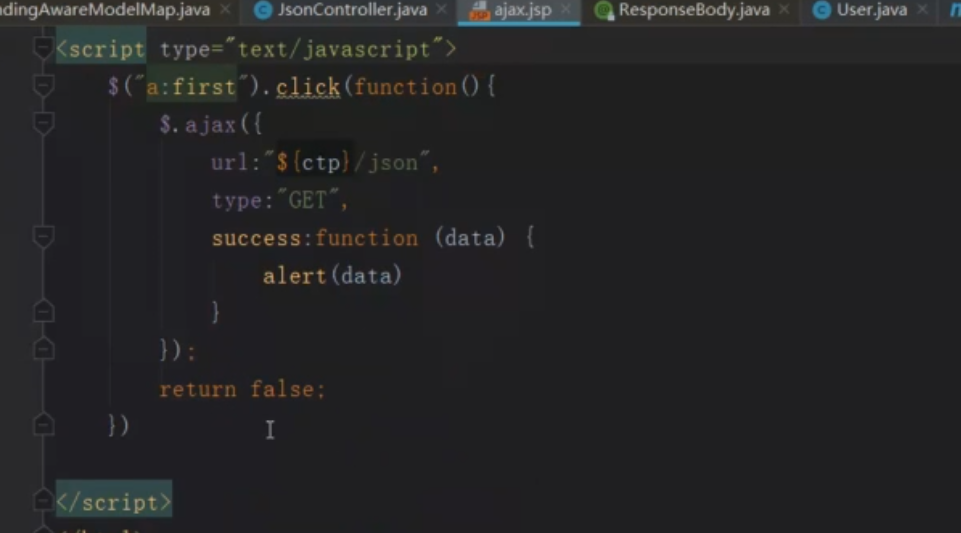 ndingAwareModelMap.java × JsonController.java × ajax.jsp × ResponseBody.java × User.java ×
<script type="text/javascript">
$("a:first").click(function(){
$.ajax({
url:"${ctp}/json",
type:"GET",
success:function (data) {
alert(data)
}
});
return false;
})
</script>